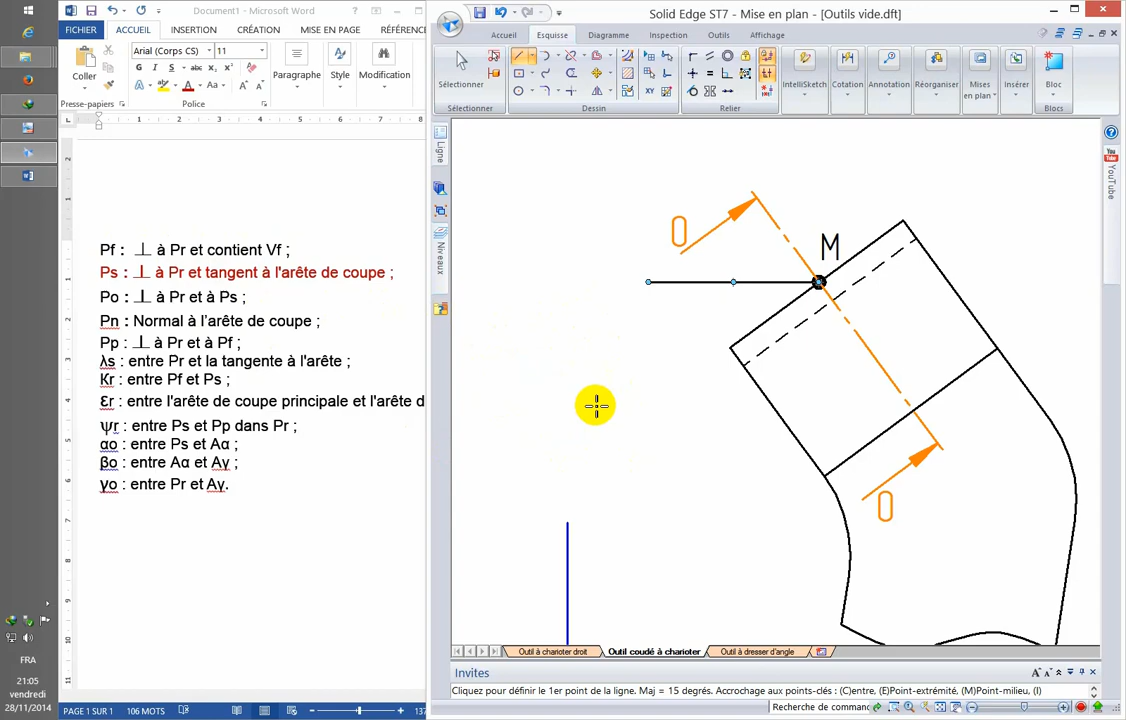 Document1 - Microsoft Word
FICHIER ACCUEIL INSERTION CRÉATION MISE EN PAGE RÉFÉRENCE
Arial (Corps CS) 11
Coller
Paragraphe Style Modification
Presse-papiers Police
Pf : ⊥ à Pr et contient Vf ;
Ps : ⊥ à Pr et tangent à l'arête de coupe ;
Po : ⊥ à Pr et à Ps ;
Pn : Normal à l'arête de coupe ;
Pp : ⊥ à Pr et à Pf ;
λs : entre Pr et la tangente à l'arête ;
Kr : entre Pf et Ps ;
Ɛr : entre l'arête de coupe principale et l'arête d
ψr : entre Ps et Pp dans Pr ;
αo : entre Ps et Aα ;
βo : entre Aα et Aγ ;
γo : entre Pr et Aγ.
FRA
21:05
vendredi
28/11/2014
PAGE 1 SUR 1 106 MOTS
137
Solid Edge ST7 - Mise en plan - [Outils vide.dft]
Accueil Esquisse Diagramme Inspection Outils Affichage
Sélectionner
IntelliSketch Cotation Annotation Réorganiser Mises en plan Insérer Bloc
Sélectionner Dessin Relier Blocs
Ligne
Niveaux
You Tube
YouTube
O
M
O
Outil à charioter droit Outil coudé à charioter Outil à dresser d'angle
Invites
Cliquez pour définir le 1er point de la ligne. Maj = 15 degrés. Accrochage aux points-clés : (C)entre, (E)Point-extrémité, (M)Point-milieu, (I)
Recherche de comman